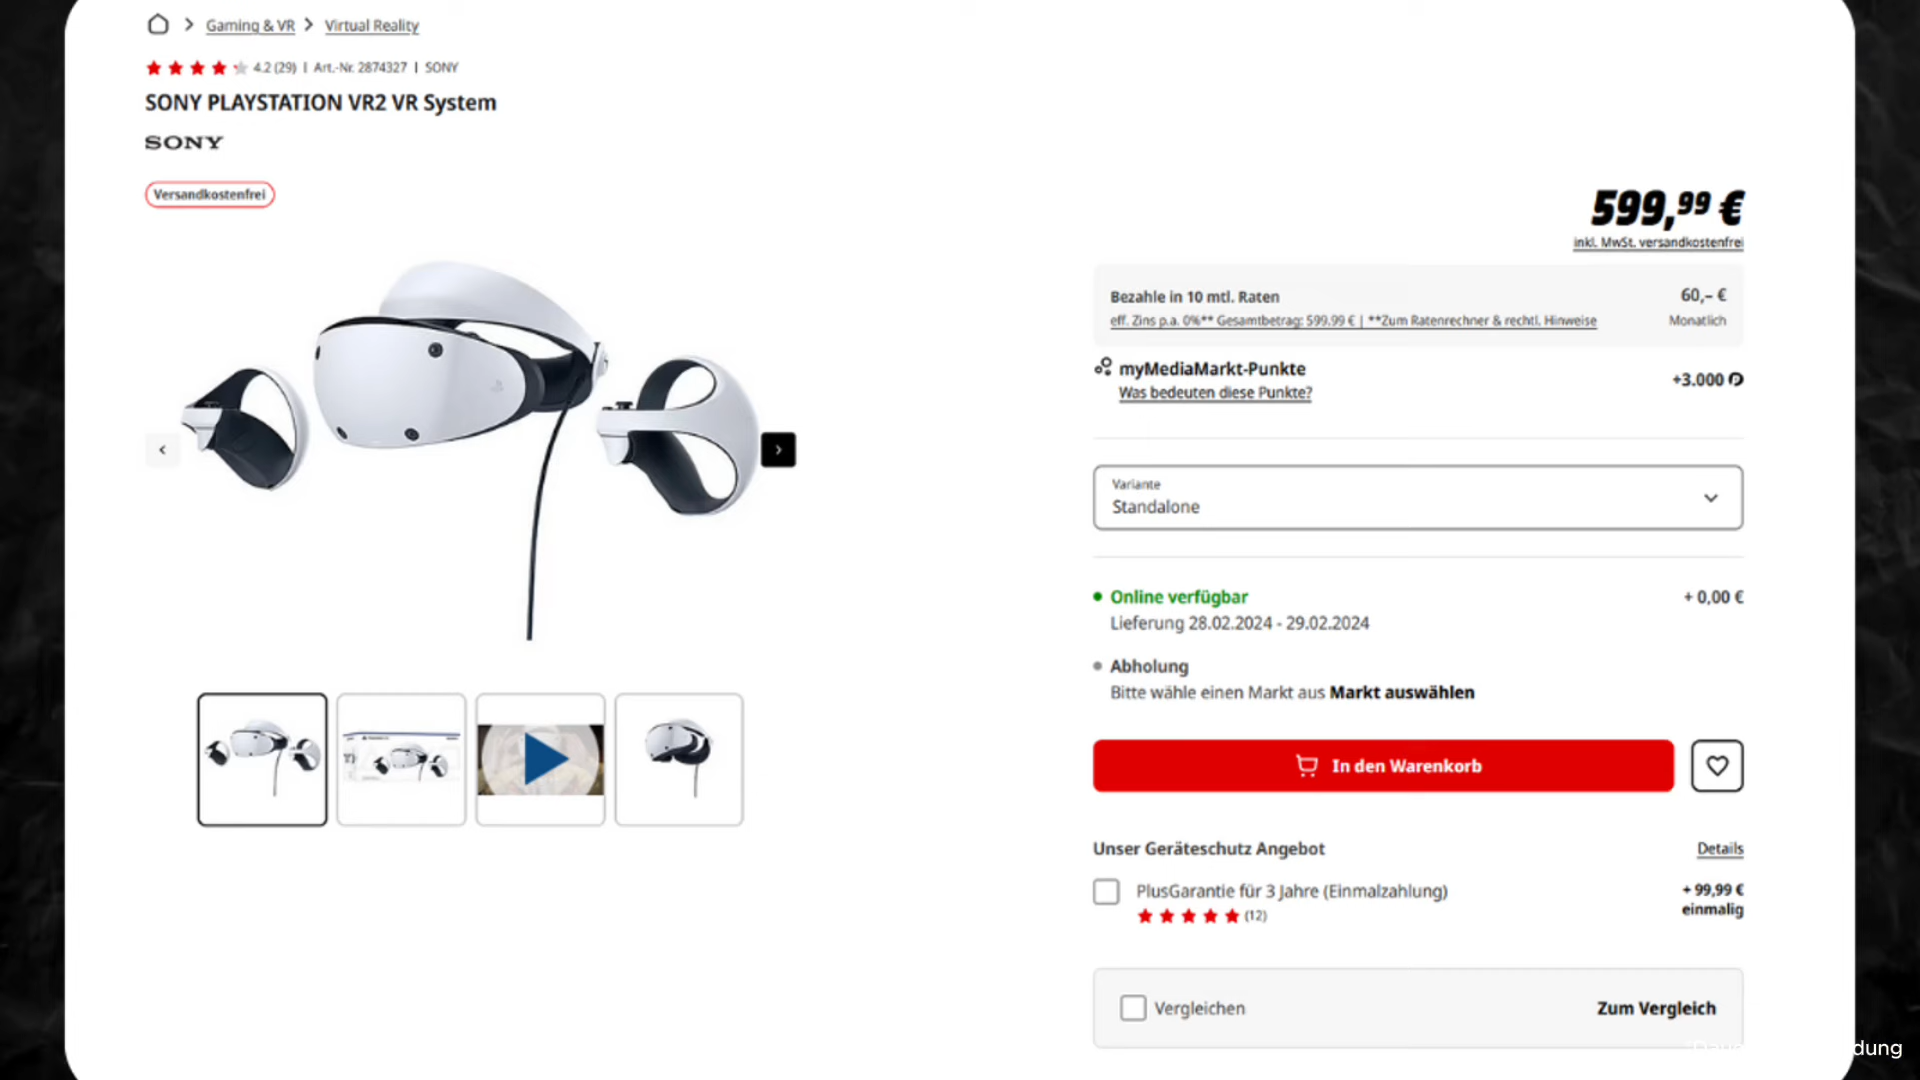 Gaming & VR > Virtual Reality
4.2 (29) | Art.-Nr. 2874327 | SONY
SONY PLAYSTATION VR2 VR System
SONY
Versandkostenfrei
599,99 €
inkl. MwSt. versandkostenfrei
Bezahle in 10 mtl. Raten
60,– €
eff. Zins p.a. 0%** Gesamtbetrag: 599.99 € | **Zum Ratenrechner & rechtl. Hinweise
Monatlich
myMediaMarkt-Punkte
+3.000
Was bedeuten diese Punkte?
Variante
Standalone
Online verfügbar
+ 0,00 €
Lieferung 28.02.2024 - 29.02.2024
Abholung
Bitte wähle einen Markt aus Markt auswählen
In den Warenkorb
Unser Geräteschutz Angebot
Details
PlusGarantie für 3 Jahre (Einmalzahlung)
+ 99,99 €
(12)
einmalig
Vergleichen
Zum Vergleich